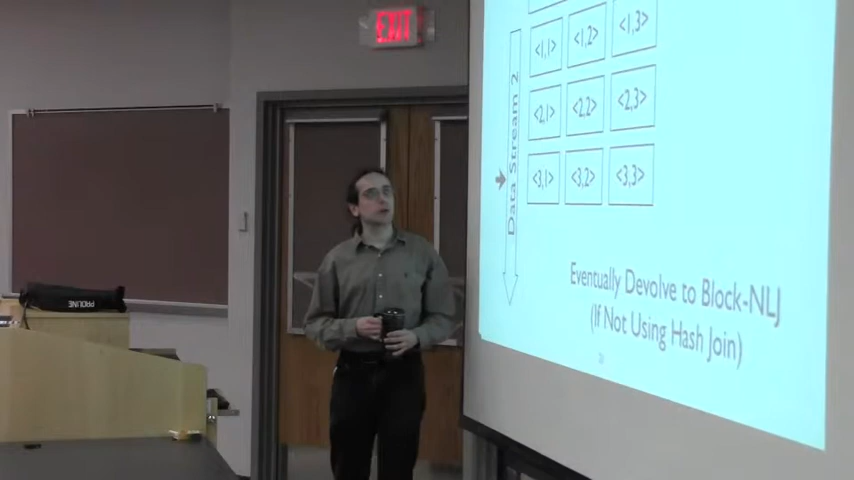 EXIT
<1,1> <1,2> <1,3>
<2,1> <2,2> <2,3>
<3,1> <3,2> <3,3>
Data Stream 2
Eventually Devolve to Block-NLJ
(If Not Using Hash Join)
PROLINE